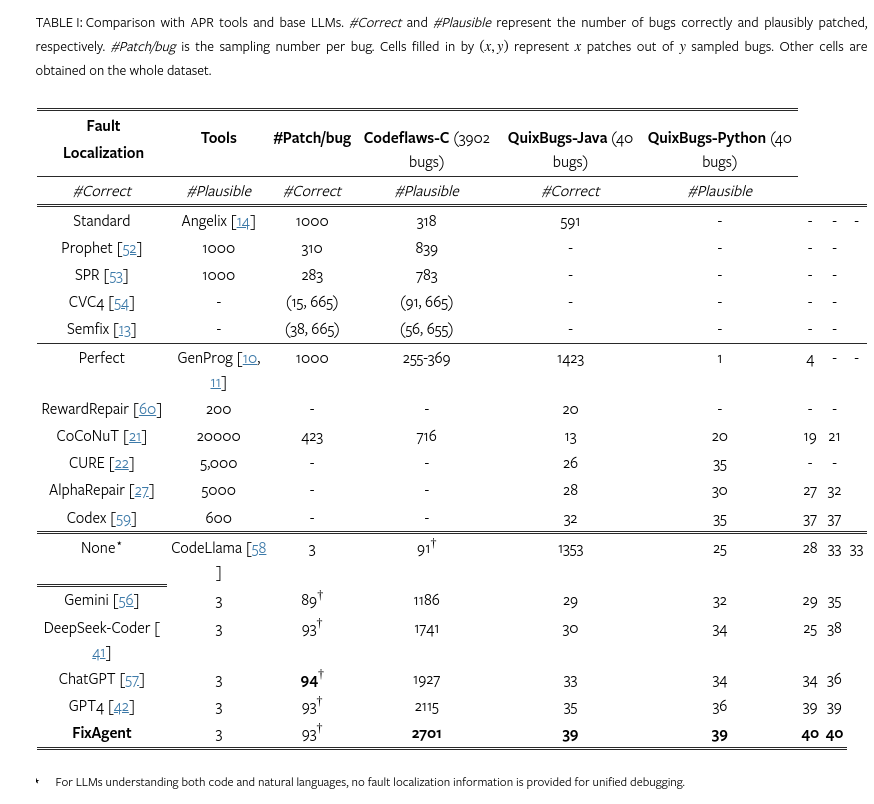 TABLE I: Comparison with APR tools and base LLMs. #Correct and #Plausible represent the number of bugs correctly and plausibly patched,
respectively. #Patch/bug is the sampling number per bug. Cells filled in by (x, y) represent x patches out of y sampled bugs. Other cells are
obtained on the whole dataset.
Fault Localization Tools #Patch/bug Codeflaws-C (3902 bugs) QuixBugs-Java (40 bugs) QuixBugs-Python (40 bugs)
#Correct #Plausible #Correct #Plausible #Correct #Plausible
Standard Angelix [14] 1000 318 591 - - - -
Prophet [52] 1000 310 839 - - - -
SPR [53] 1000 283 783 - - - -
CVC4 [54] - (15, 665) (91, 665) - - - -
Semfix [13] - (38, 665) (56, 655) - - - -
Perfect GenProg [10, 11] 1000 255-369 1423 1 4 - -
RewardRepair [60] 200 - - 20 - - -
CoCoNuT [21] 20000 423 716 13 20 19 21
CURE [22] 5,000 - - 26 35 - -
AlphaRepair [27] 5000 - - 28 30 27 32
Codex [59] 600 - - 32 35 37 37
None* CodeLlama [58] 3 91† 1353 25 28 33 33
Gemini [56] 3 89† 1186 29 32 29 35
DeepSeek-Coder [41] 3 93† 1741 30 34 25 38
ChatGPT [57] 3 94† 1927 33 34 34 36
GPT4 [42] 3 93† 2115 35 36 39 39
FixAgent 3 93† 2701 39 39 40 40
* For LLMs understanding both code and natural languages, no fault localization information is provided for unified debugging.